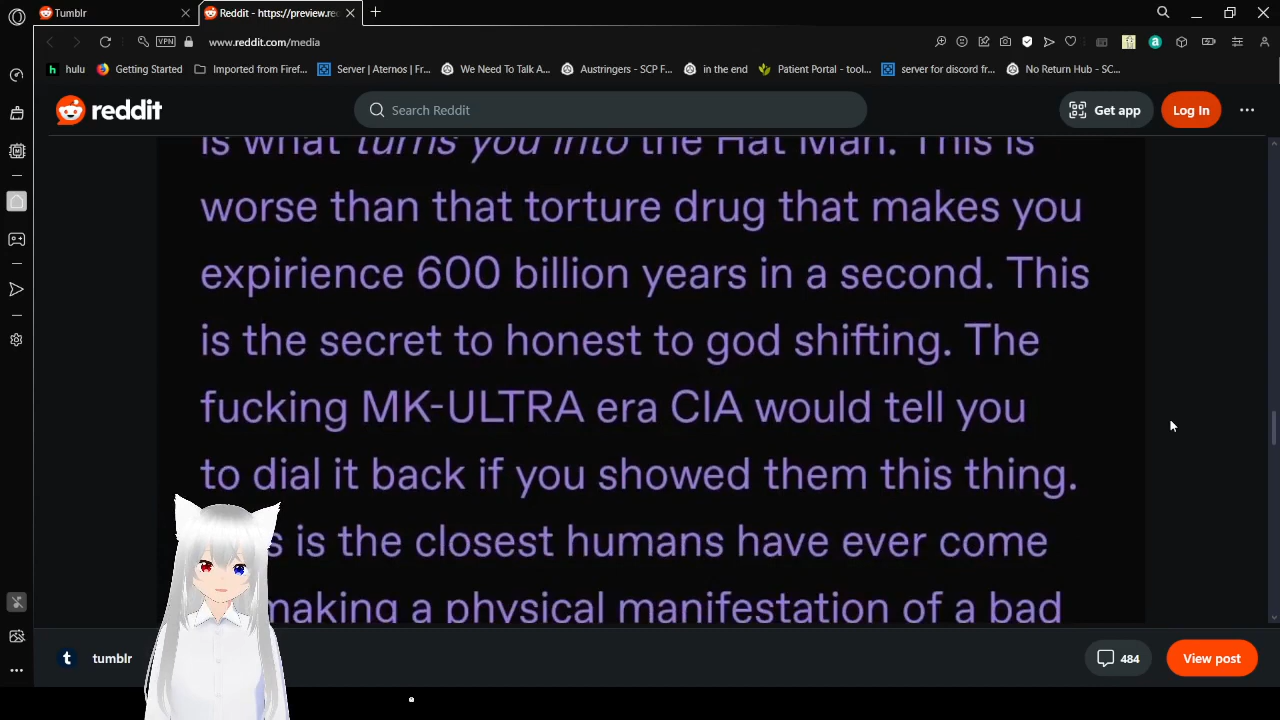 Tumblr
Reddit - https://preview.rec
VPN
www.reddit.com/media
hulu
Getting Started
Imported from Firef...
Server | Aternos | Fr...
We Need To Talk A...
Austringers - SCP F...
in the end
Patient Portal - tool...
server for discord fr...
No Return Hub - SC...
reddit
Search Reddit
Get app
Log In
is what turns you into the Hat Man. This is
worse than that torture drug that makes you
expirience 600 billion years in a second. This
is the secret to honest to god shifting. The
fucking MK-ULTRA era CIA would tell you
to dial it back if you showed them this thing.
is the closest humans have ever come
making a physical manifestation of a bad
t
tumblr
484
View post